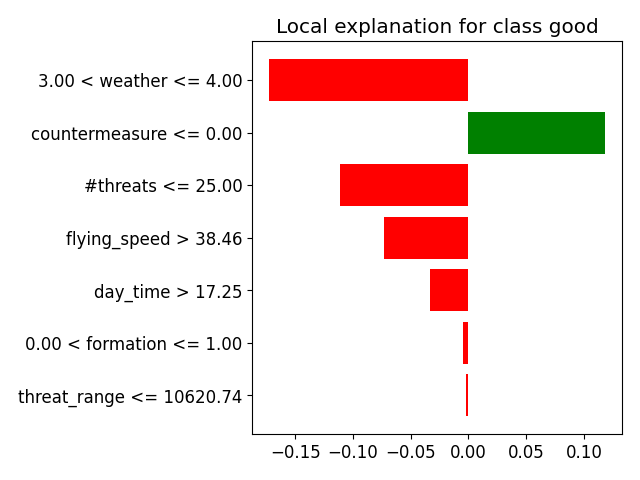 Local explanation for class good
3.00 < weather <= 4.00
countermeasure <= 0.00
#threats <= 25.00
flying_speed > 38.46
day_time > 17.25
0.00 < formation <= 1.00
threat_range <= 10620.74
−0.15 −0.10 −0.05 0.00 0.05 0.10